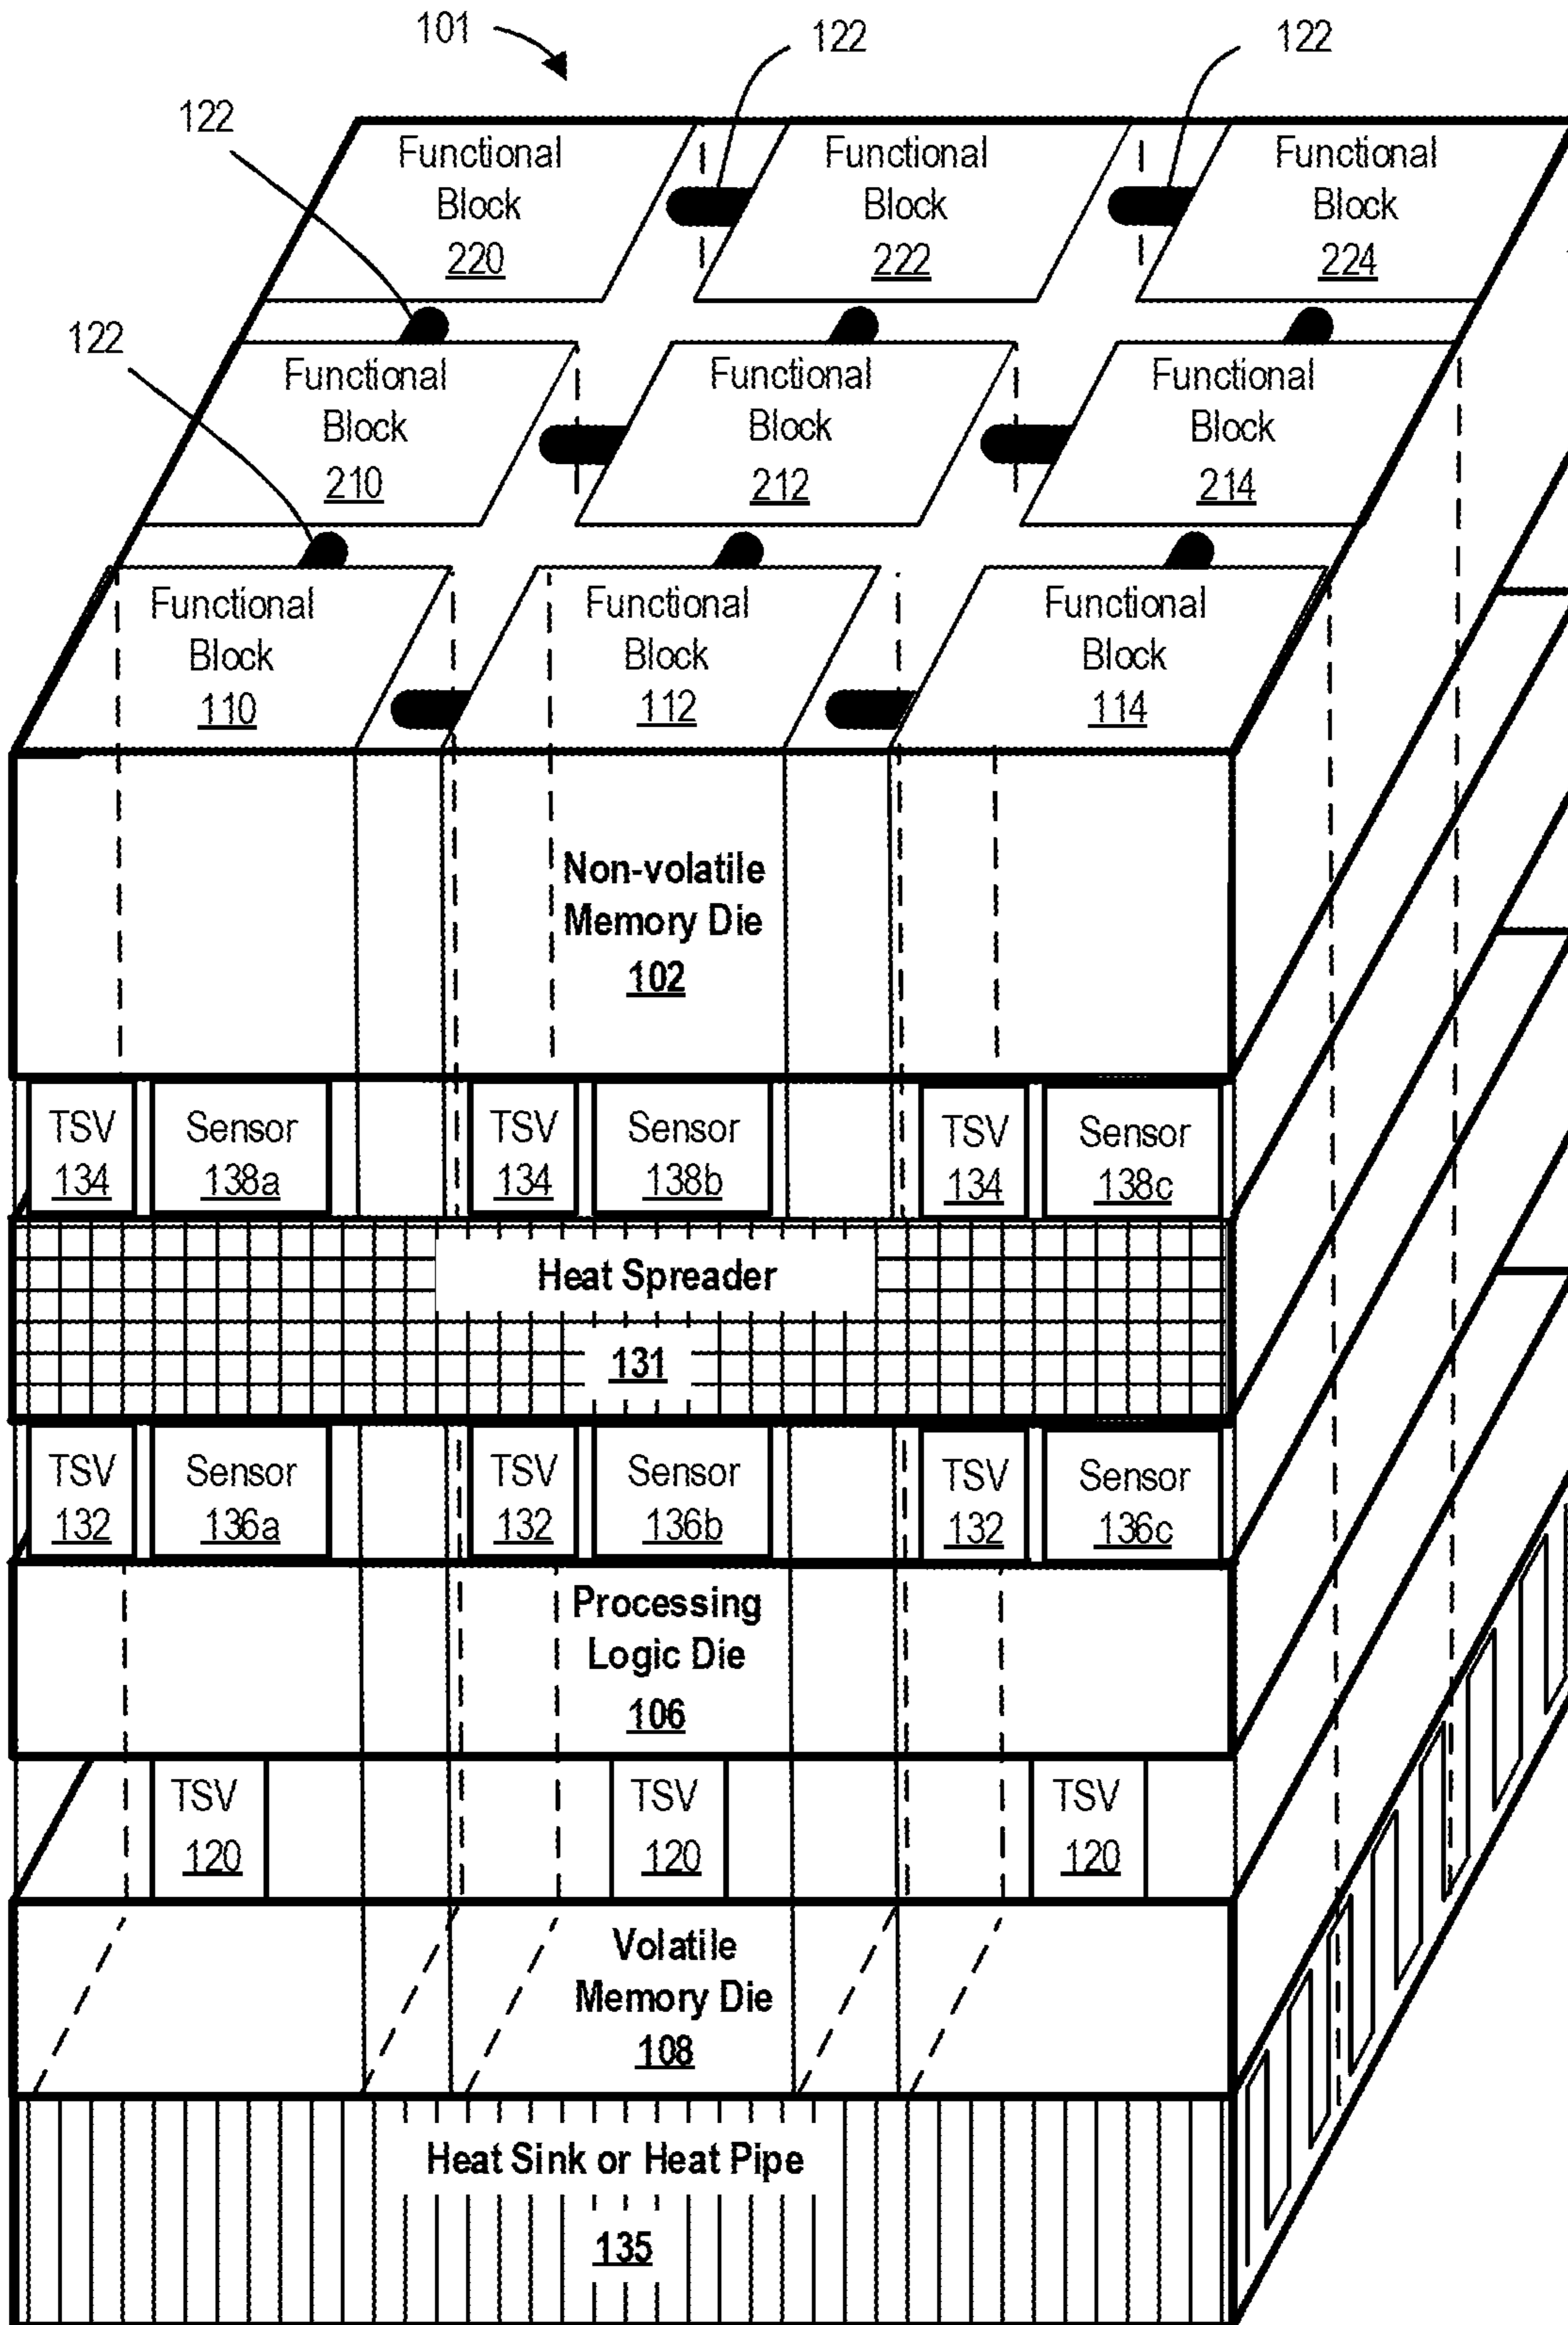 101
122
122
122
Functional
Block
220
Functional
Block
222
Functional
Block
224
122
Functional
Block
210
Functional
Block
212
Functional
Block
214
Functional
Block
110
Functional
Block
112
Functional
Block
114
Non-volatile
Memory Die
102
TSV
134
Sensor
138a
TSV
134
Sensor
138b
TSV
134
Sensor
138c
Heat Spreader
131
TSV
132
Sensor
136a
TSV
132
Sensor
136b
TSV
132
Sensor
136c
Processing
Logic Die
106
TSV
120
TSV
120
TSV
120
Volatile
Memory Die
108
Heat Sink or Heat Pipe
135